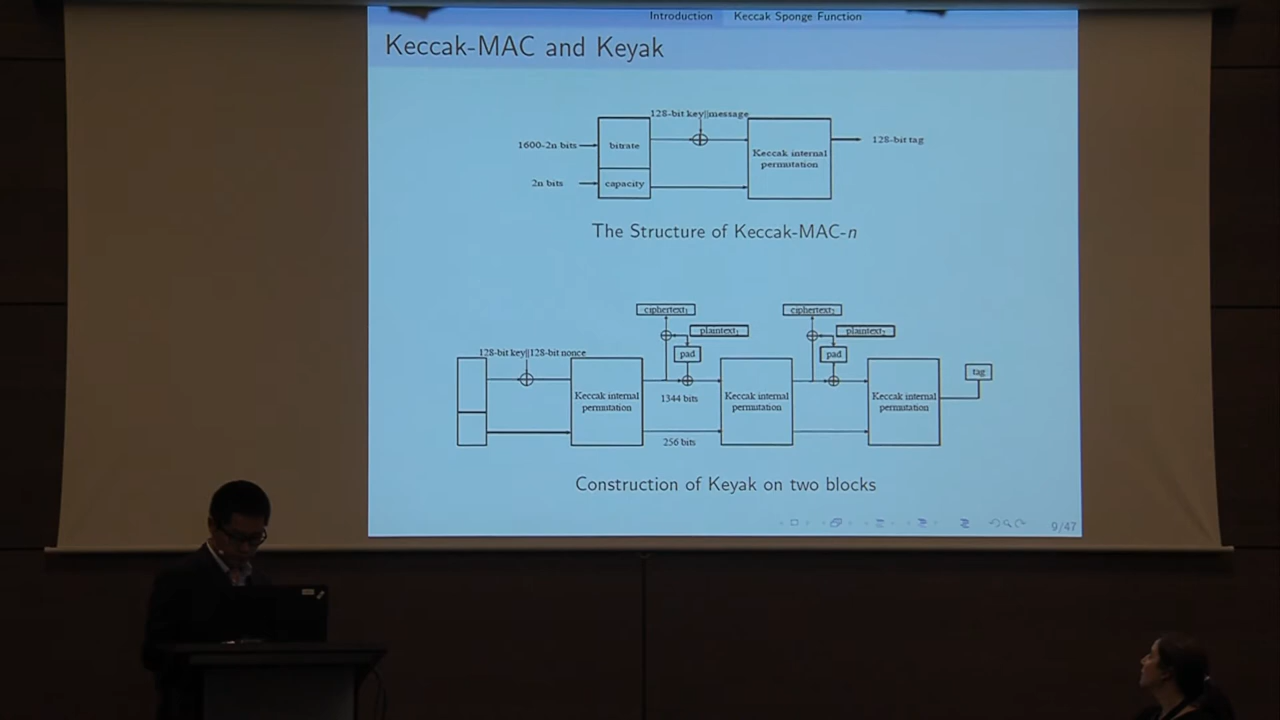 Introduction Keccak Sponge Function
Keccak-MAC and Keyak
128-bit key||message
1600-2n bits
bitrate
Keccak internal
permutation
128-bit tag
2n bits
capacity
The Structure of Keccak-MAC-n
ciphertext₁
ciphertext₂
plaintext₁
plaintext₂
128-bit key||128-bit nonce
pad
pad
tag
Keccak internal
permutation
1344 bits
Keccak internal
permutation
Keccak internal
permutation
256 bits
Construction of Keyak on two blocks
9/47